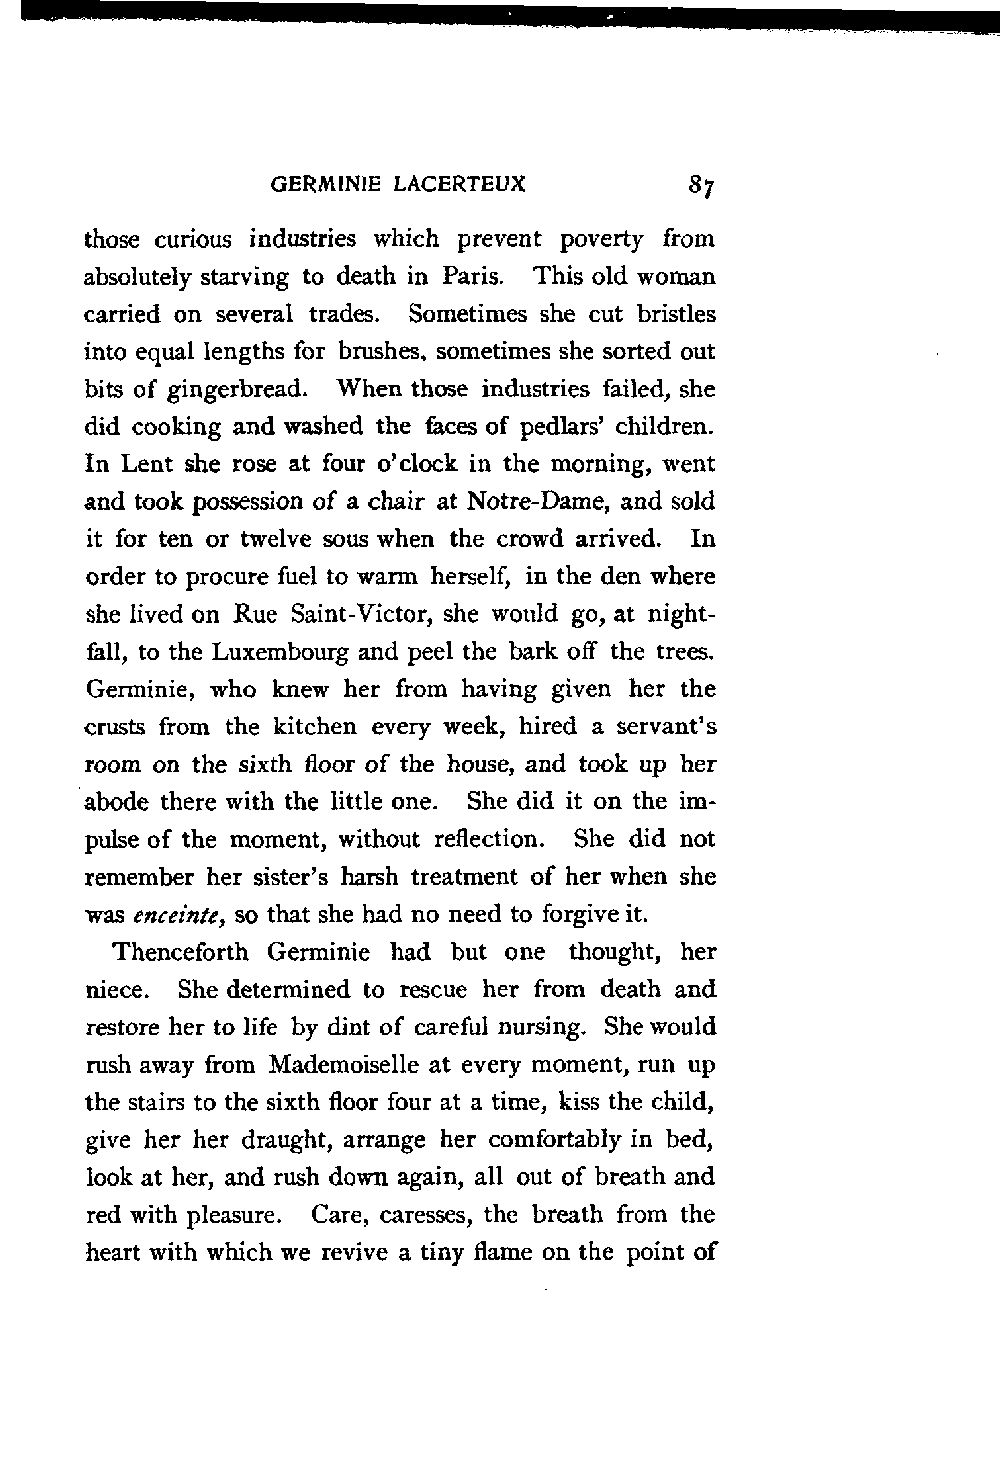 GERMINIE LACERTEUX 87
those curious industries which prevent poverty from
absolutely starving to death in Paris. This old woman
carried on several trades. Sometimes she cut bristles
into equal lengths for brushes, sometimes she sorted out
bits of gingerbread. When those industries failed, she
did cooking and washed the faces of pedlars' children.
In Lent she rose at four o'clock in the morning, went
and took possession of a chair at Notre-Dame, and sold
it for ten or twelve sous when the crowd arrived. In
order to procure fuel to warm herself, in the den where
she lived on Rue Saint-Victor, she would go, at night-
fall, to the Luxembourg and peel the bark off the trees.
Germinie, who knew her from having given her the
crusts from the kitchen every week, hired a servant's
room on the sixth floor of the house, and took up her
abode there with the little one. She did it on the im-
pulse of the moment, without reflection. She did not
remember her sister's harsh treatment of her when she
was enceinte, so that she had no need to forgive it.
Thenceforth Germinie had but one thought, her
niece. She determined to rescue her from death and
restore her to life by dint of careful nursing. She would
rush away from Mademoiselle at every moment, run up
the stairs to the sixth floor four at a time, kiss the child,
give her her draught, arrange her comfortably in bed,
look at her, and rush down again, all out of breath and
red with pleasure. Care, caresses, the breath from the
heart with which we revive a tiny flame on the point of